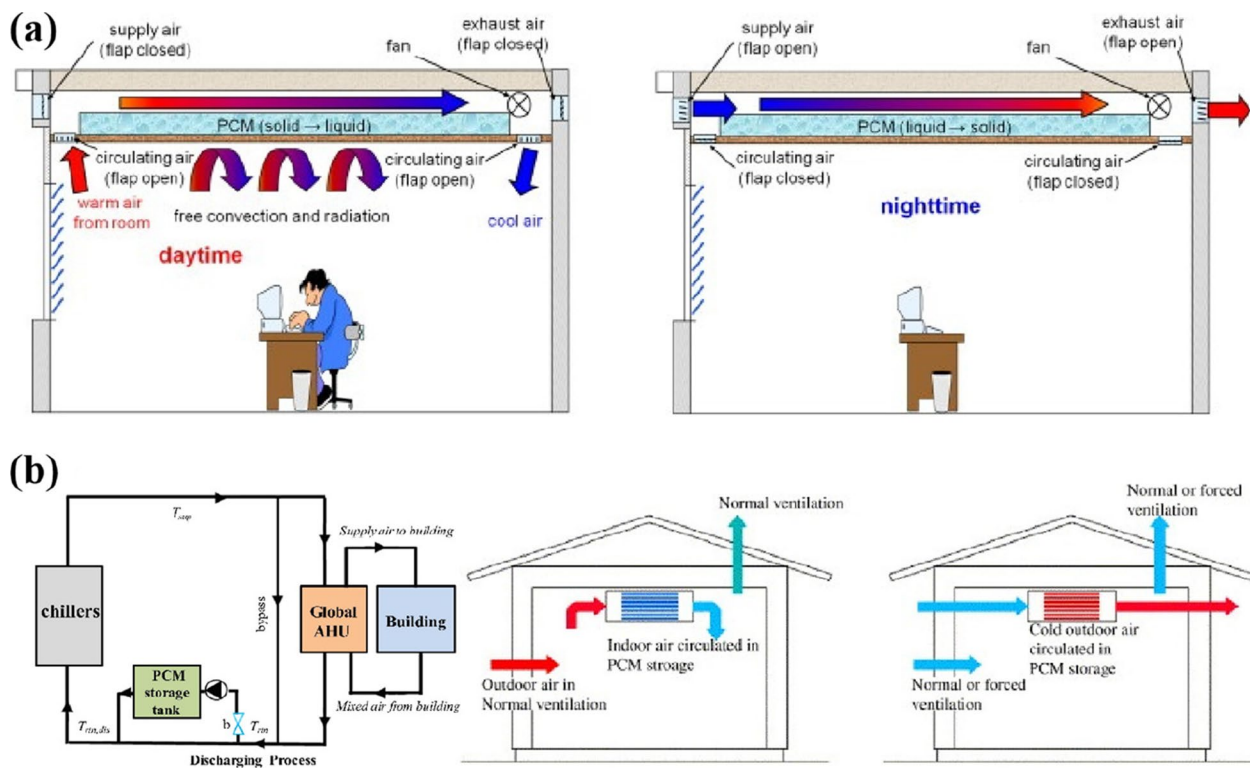 (a)
supply air
(flap closed)
fan
exhaust air
(flap closed)
PCM (solid → liquid)
circulating air
(flap open)
circulating air
(flap open)
warm air
from room
free convection and radiation
cool air
daytime
supply air
(flap open)
fan
exhaust air
(flap open)
PCM (liquid → solid)
circulating air
(flap closed)
circulating air
(flap closed)
nighttime
(b)
Tsup
chillers
bypass
Supply air to building
Global
AHU
Building
Mixed air from building
PCM
storage
tank
b
Trtn,dis
Trtn
Discharging Process
Normal ventilation
Indoor air circulated in
PCM stroage
Outdoor air in
Normal ventilation
Normal or forced
ventilation
Cold outdoor air
circulated in
PCM storage
Normal or forced
ventilation